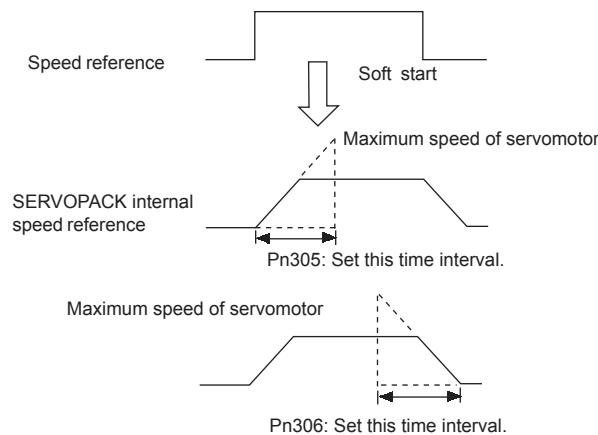 Speed reference
Soft start
Maximum speed of servomotor
SERVOPACK internal
speed reference
Pn305: Set this time interval.
Maximum speed of servomotor
Pn306: Set this time interval.